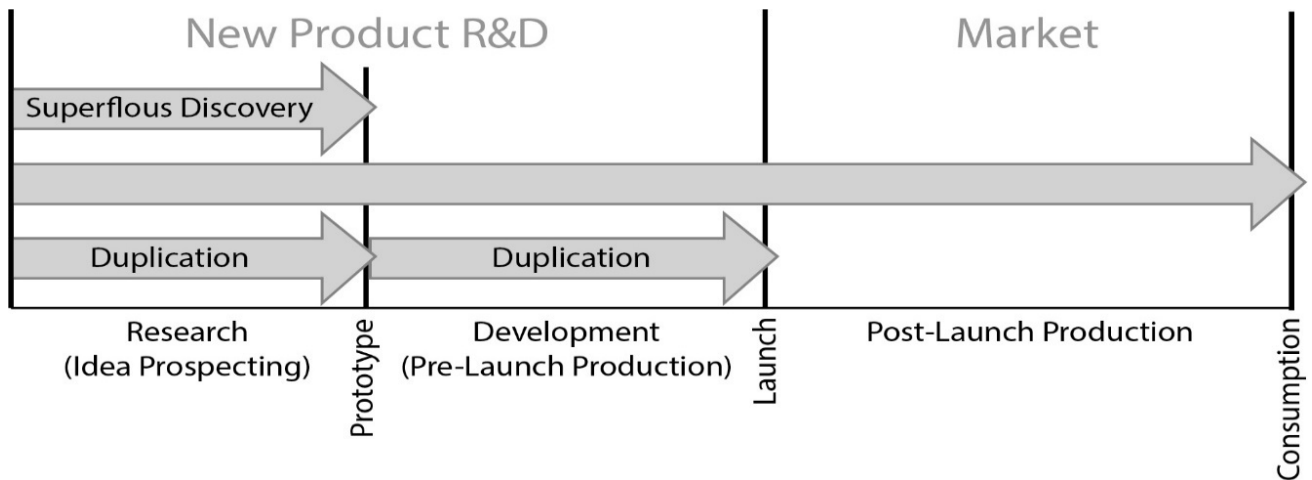 New Product R&D
Market
Superflous Discovery
Duplication
Duplication
Research
(Idea Prospecting)
Prototype
Development
(Pre-Launch Production)
Launch
Post-Launch Production
Consumption